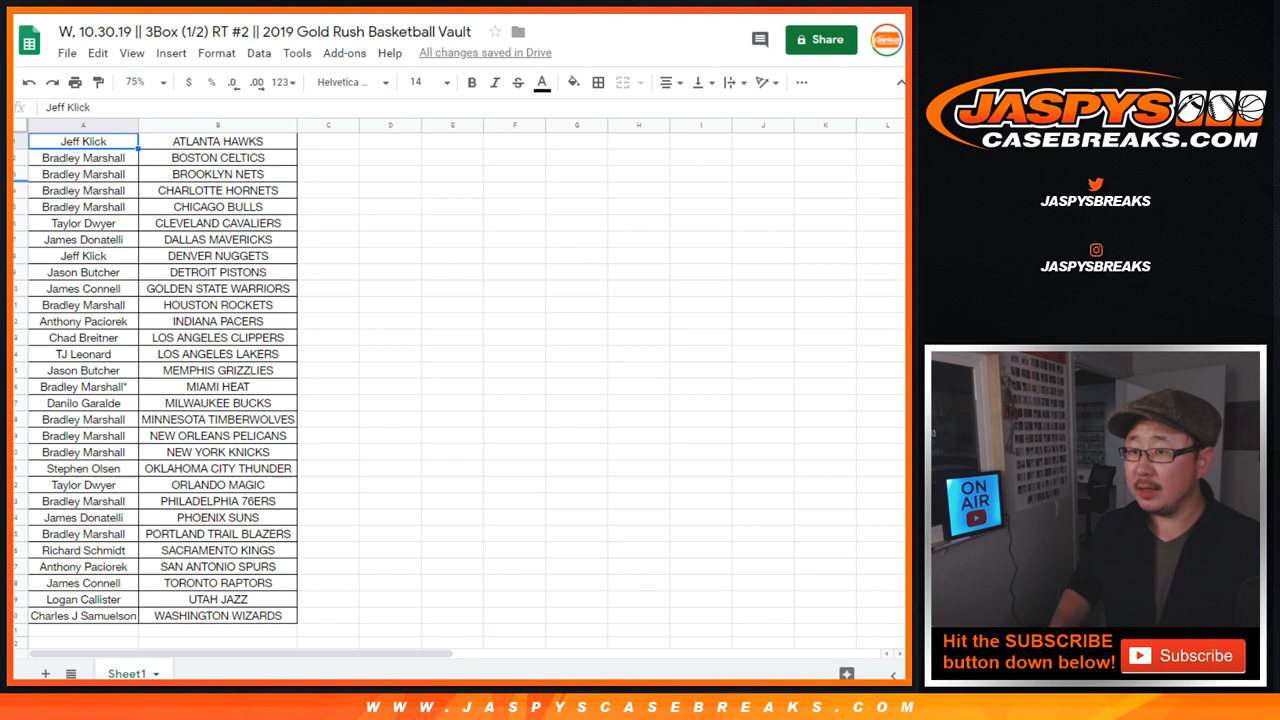 W, 10.30.19 || 3Box (1/2) RT #2 || 2019 Gold Rush Basketball Vault
File Edit View Insert Format Data Tools Add-ons Help All changes saved in Drive
Share
75% $ % .0 .00 123 Helvetica ... 14 B I S A
fx Jeff Klick
A B C D E F G H I J K L
Jeff Klick ATLANTA HAWKS
Bradley Marshall BOSTON CELTICS
Bradley Marshall BROOKLYN NETS
Bradley Marshall CHARLOTTE HORNETS
Bradley Marshall CHICAGO BULLS
Taylor Dwyer CLEVELAND CAVALIERS
James Donatelli DALLAS MAVERICKS
Jeff Klick DENVER NUGGETS
Jason Butcher DETROIT PISTONS
James Connell GOLDEN STATE WARRIORS
Bradley Marshall HOUSTON ROCKETS
Anthony Paciorek INDIANA PACERS
Chad Breitner LOS ANGELES CLIPPERS
TJ Leonard LOS ANGELES LAKERS
Jason Butcher MEMPHIS GRIZZLIES
Bradley Marshall* MIAMI HEAT
Danilo Garalde MILWAUKEE BUCKS
Bradley Marshall MINNESOTA TIMBERWOLVES
Bradley Marshall NEW ORLEANS PELICANS
Bradley Marshall NEW YORK KNICKS
Stephen Olsen OKLAHOMA CITY THUNDER
Taylor Dwyer ORLANDO MAGIC
Bradley Marshall PHILADELPHIA 76ERS
James Donatelli PHOENIX SUNS
Bradley Marshall PORTLAND TRAIL BLAZERS
Richard Schmidt SACRAMENTO KINGS
Anthony Paciorek SAN ANTONIO SPURS
James Connell TORONTO RAPTORS
Logan Callister UTAH JAZZ
Charles J Samuelson WASHINGTON WIZARDS
Sheet1
JASPYS
CASEBREAKS.COM
JASPYSBREAKS
JASPYSBREAKS
ON
AIR
Hit the SUBSCRIBE
button down below!
Subscribe
WWW.JASPYSCASEBREAKS.COM